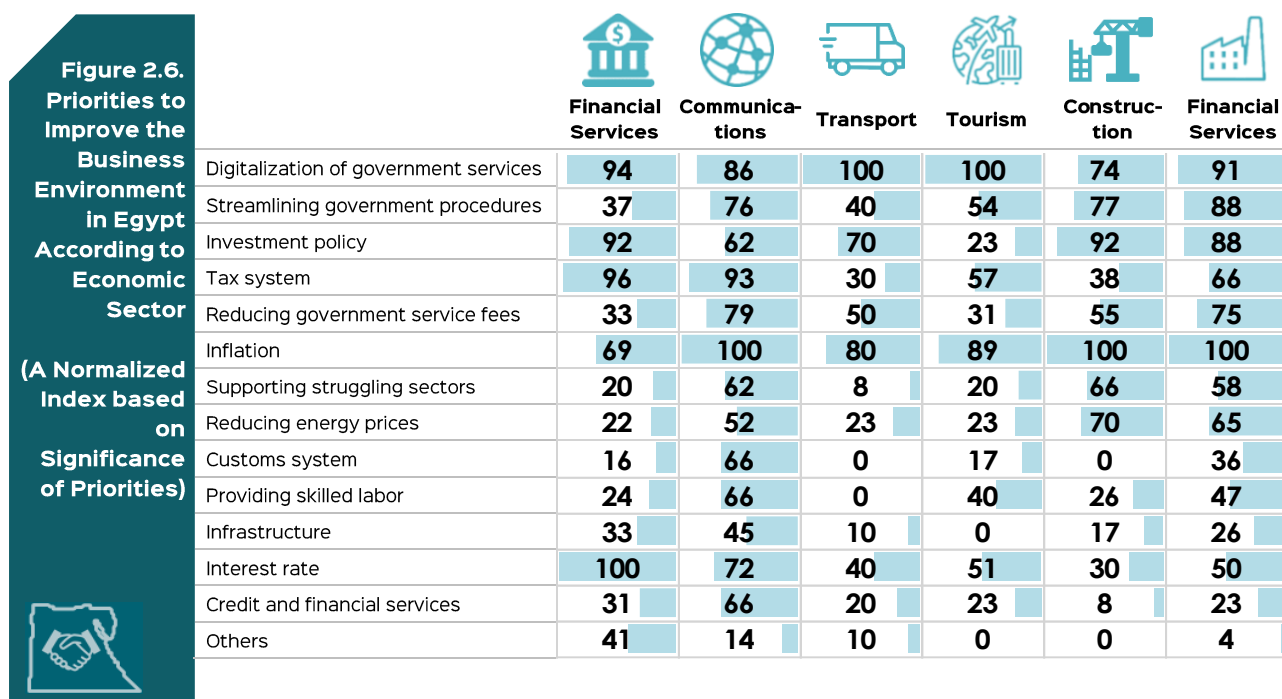 Figure 2.6.
Priorities to
Improve the
Business
Environment
in Egypt
According to
Economic
Sector
(A Normalized
Index based
on
Significance
of Priorities)
$
Financial Services Communica-tions Transport Tourism Construc-tion Financial Services
Digitalization of government services 94 86 100 100 74 91
Streamlining government procedures 37 76 40 54 77 88
Investment policy 92 62 70 23 92 88
Tax system 96 93 30 57 38 66
Reducing government service fees 33 79 50 31 55 75
Inflation 69 100 80 89 100 100
Supporting struggling sectors 20 62 8 20 66 58
Reducing energy prices 22 52 23 23 70 65
Customs system 16 66 0 17 0 36
Providing skilled labor 24 66 0 40 26 47
Infrastructure 33 45 10 0 17 26
Interest rate 100 72 40 51 30 50
Credit and financial services 31 66 20 23 8 23
Others 41 14 10 0 0 4